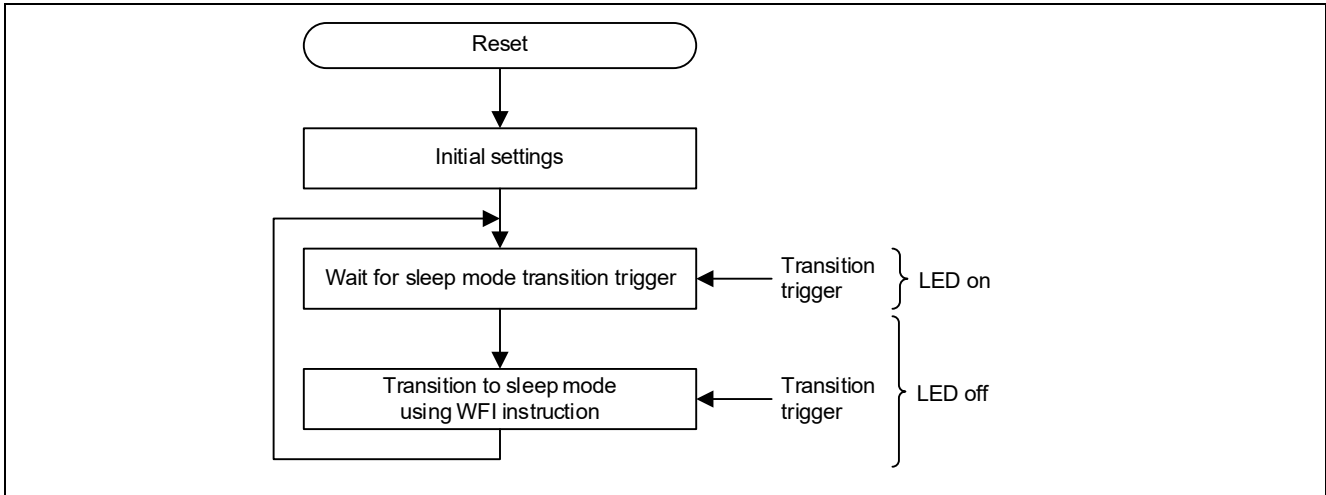 Reset
Initial settings
Wait for sleep mode transition trigger
Transition
trigger
LED on
Transition to sleep mode
using WFI instruction
Transition
trigger
LED off